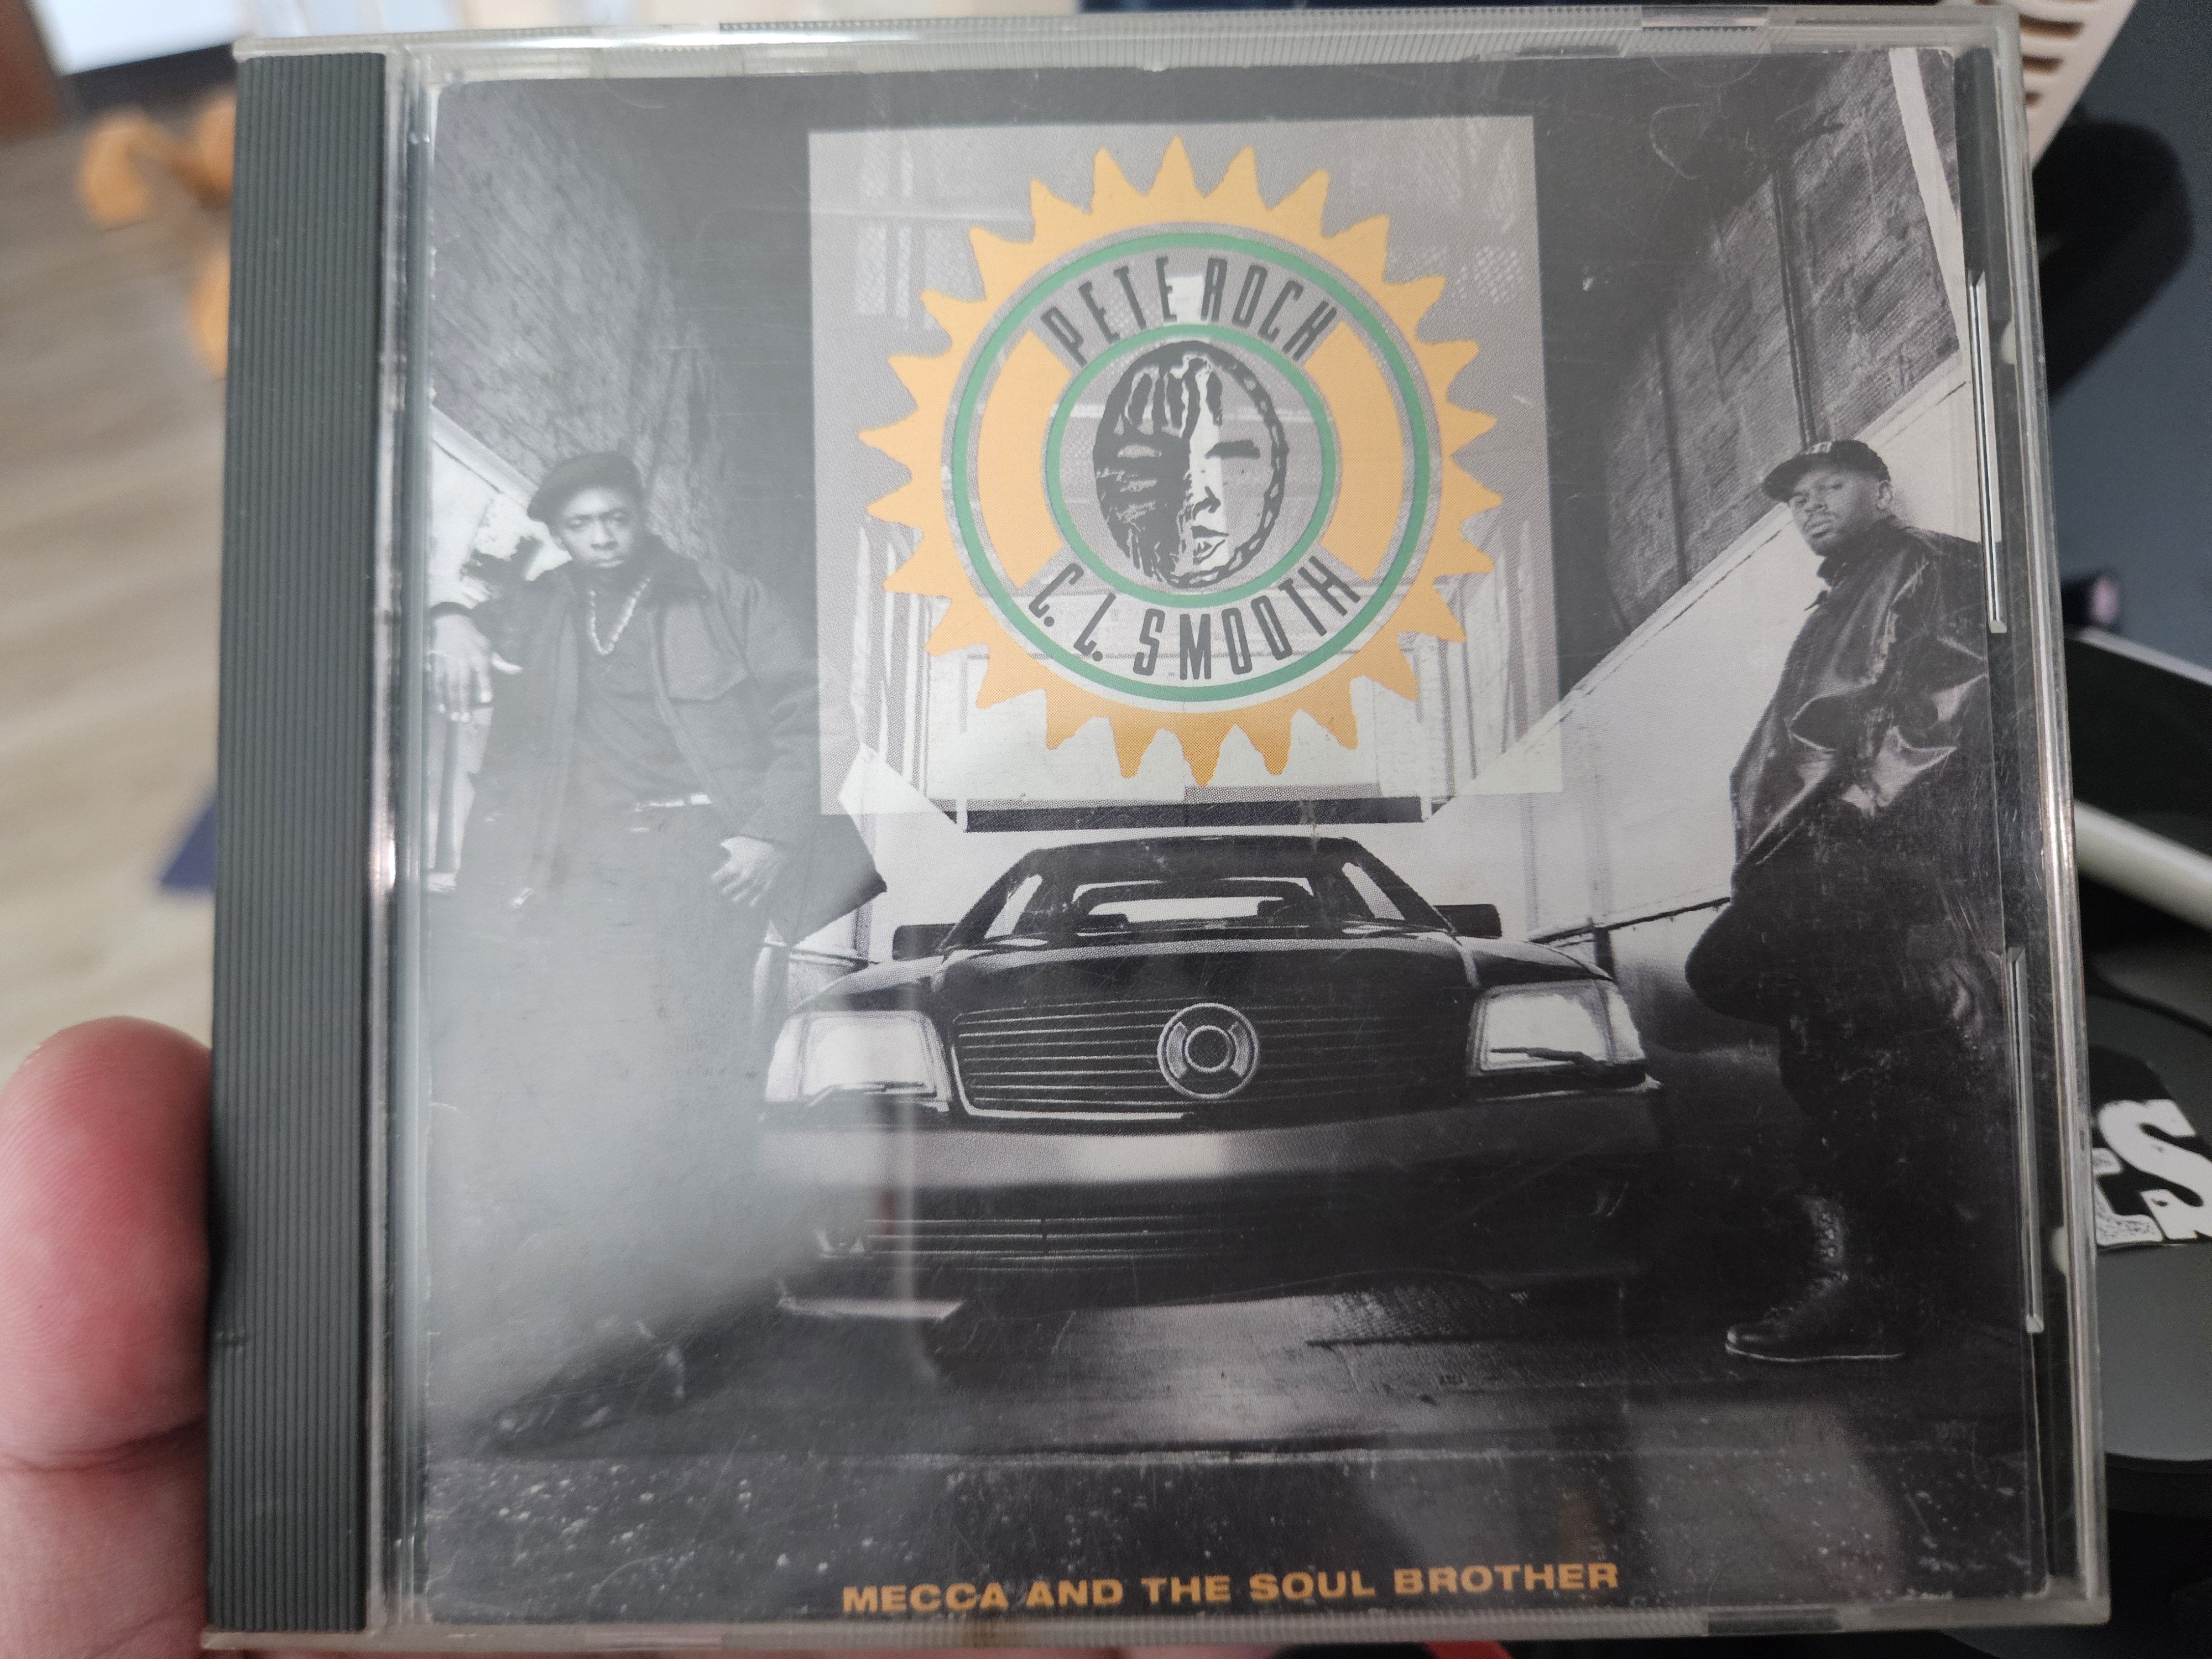 PETE ROCK
C. L. SMOOTH
MECCA AND THE SOUL BROTHER